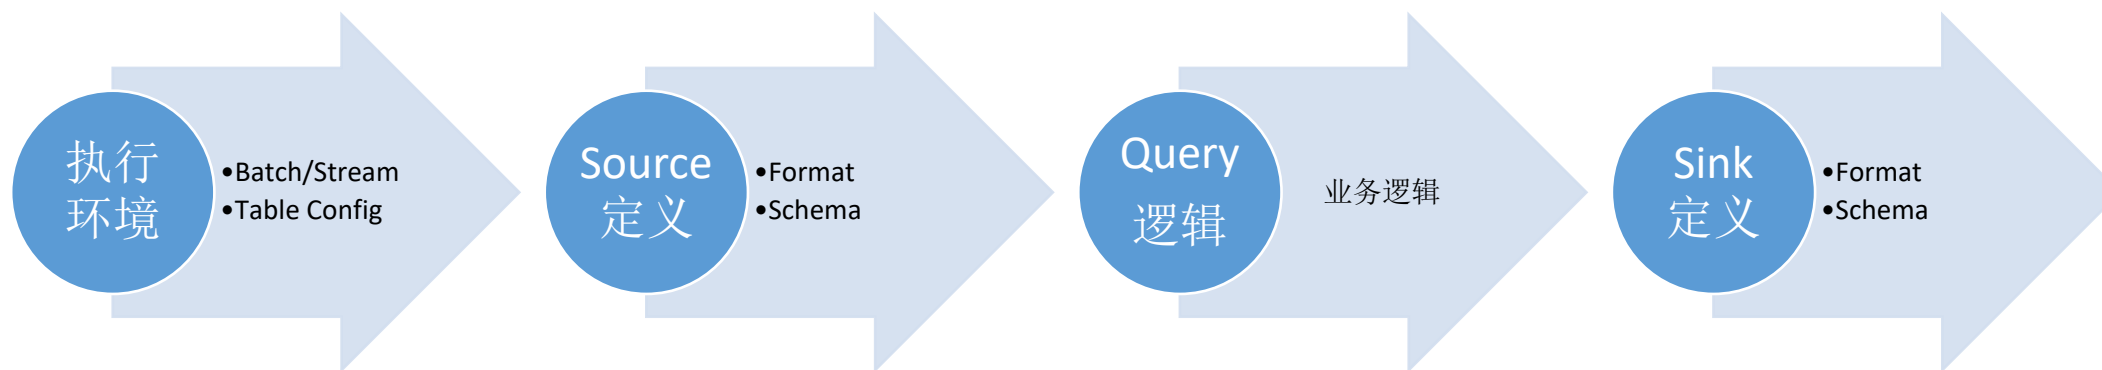 执行
环境
•Batch/Stream
•Table Config
Source
定义
•Format
•Schema
Query
逻辑
业务逻辑
Sink
定义
•Format
•Schema